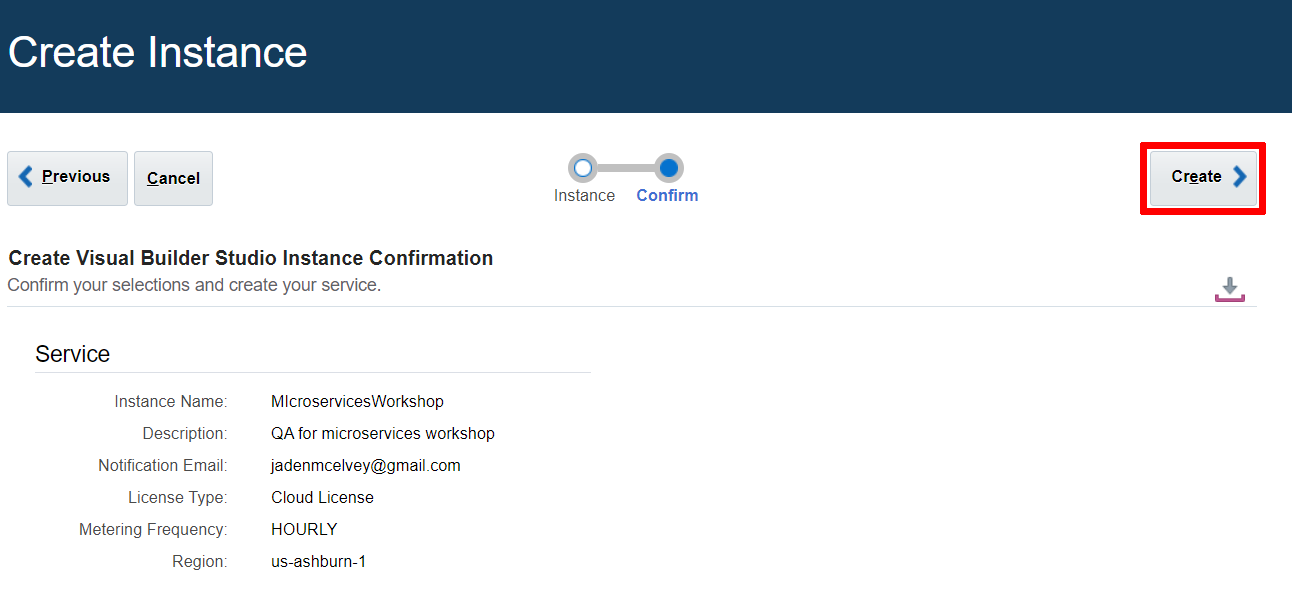 Create Instance
Previous
Cancel
Instance
Confirm
Create
Create Visual Builder Studio Instance Confirmation
Confirm your selections and create your service.
Service
Instance Name: MIcroservicesWorkshop
Description: QA for microservices workshop
Notification Email: jadenmcelvey@gmail.com
License Type: Cloud License
Metering Frequency: HOURLY
Region: us-ashburn-1